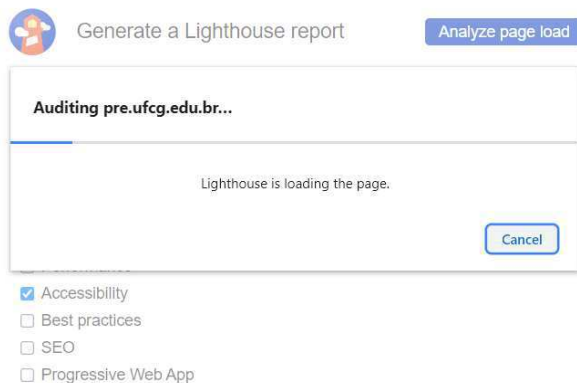 Generate a Lighthouse report
Analyze page load
Auditing pre.ufcg.edu.br...
Lighthouse is loading the page.
Cancel
Accessibility
Best practices
SEO
Progressive Web App